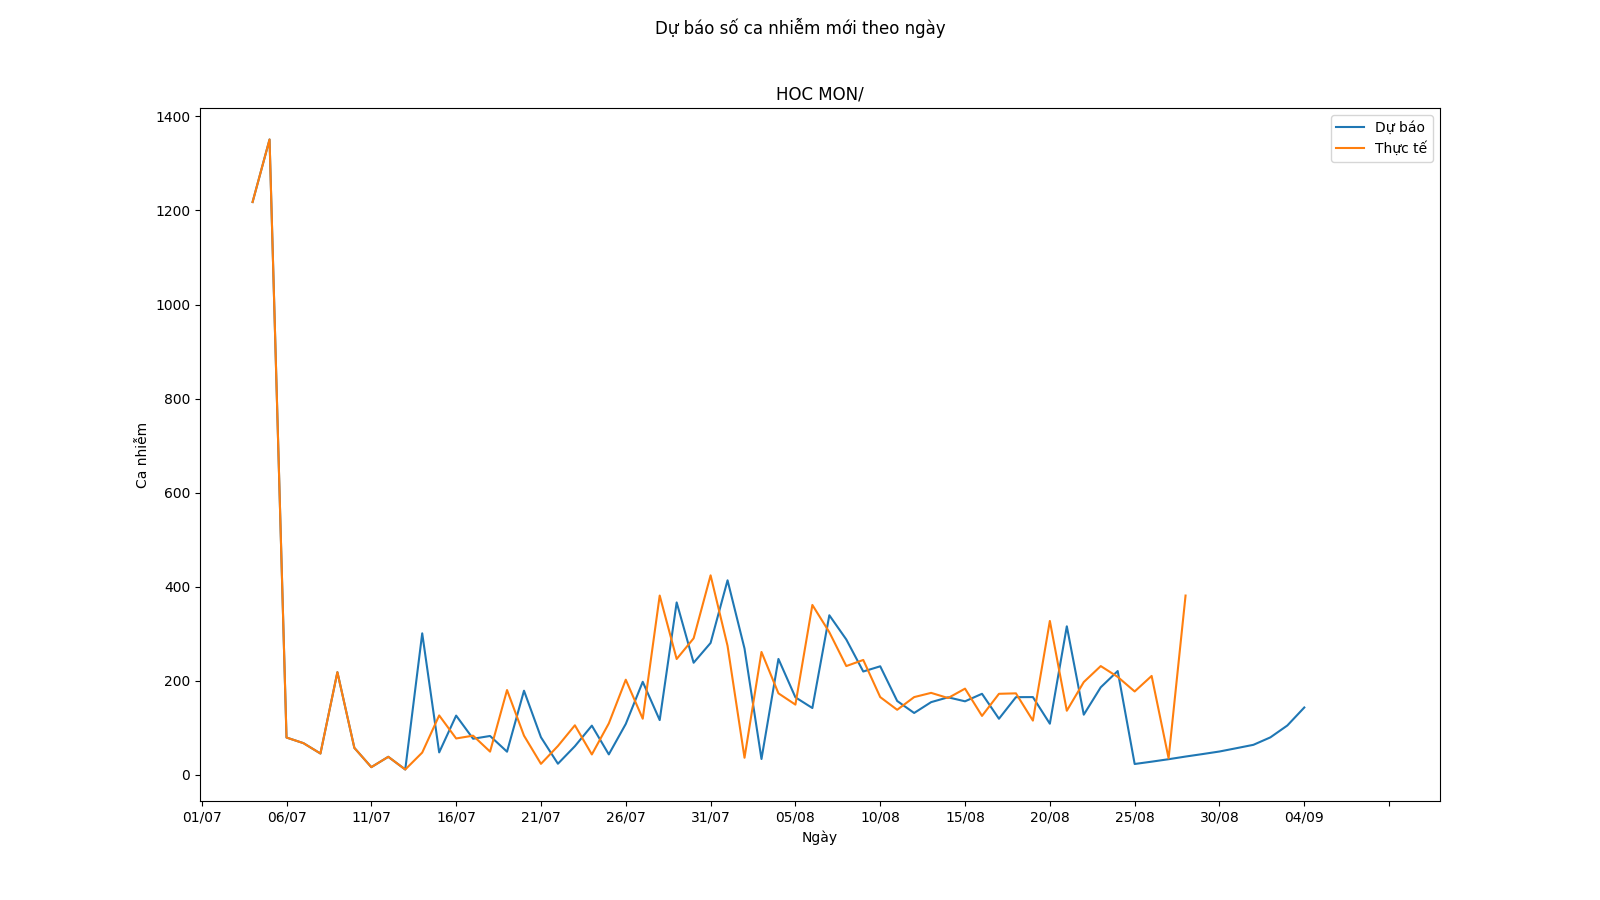 Dự báo số ca nhiễm mới theo ngày
HOC MON/
Dự báo
Thực tế
1400
1200
1000
800
600
400
200
0
Ca nhiễm
01/07 06/07 11/07 16/07 21/07 26/07 31/07 05/08 10/08 15/08 20/08 25/08 30/08 04/09
Ngày